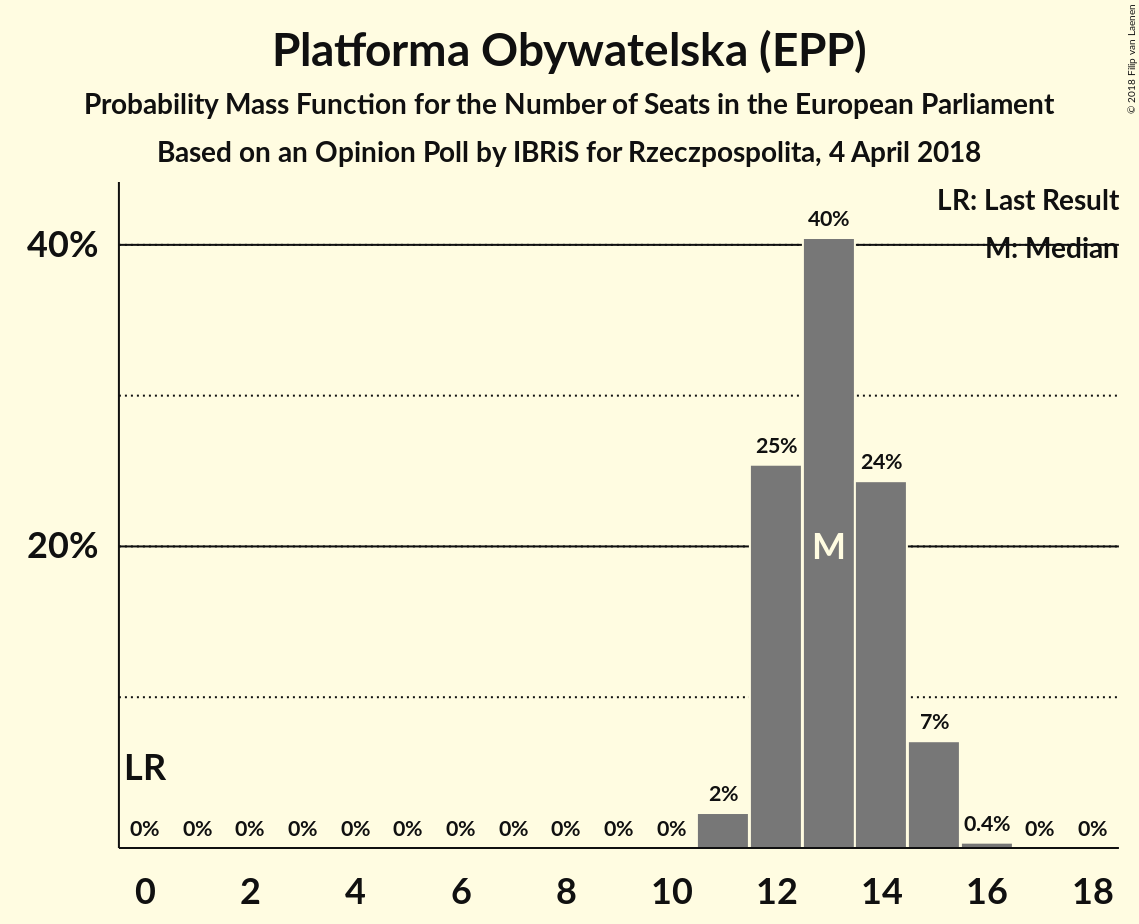 Platforma Obywatelska (EPP)
Probability Mass Function for the Number of Seats in the European Parliament
Based on an Opinion Poll by IBRiS for Rzeczpospolita, 4 April 2018
© 2018 Filip van Laenen
LR: Last Result
M: Median
40%
20%
40%
25%
24%
M
7%
LR
2%
0% 0% 0% 0% 0% 0% 0% 0% 0% 0% 0% 0.4% 0% 0%
0 2 4 6 8 10 12 14 16 18